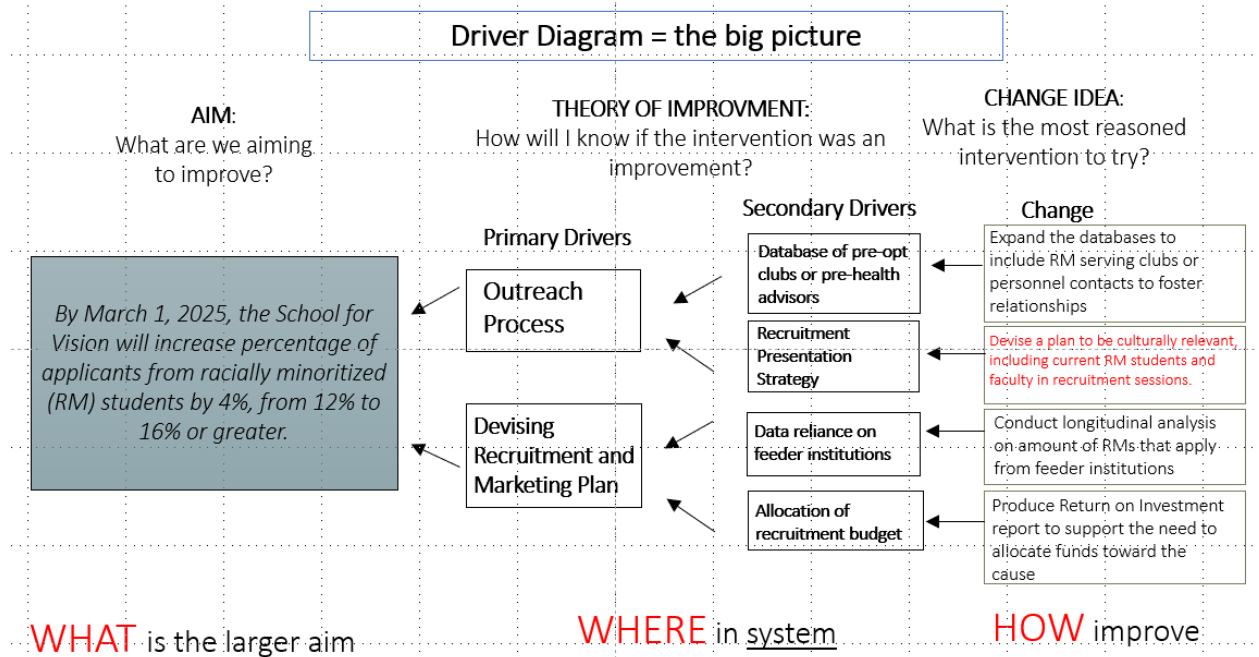 Driver Diagram = the big picture
AIM:
What are we aiming
to improve?
THEORY OF IMPROVMENT:
How will I know if the intervention was an
improvement?
CHANGE IDEA:
What is the most reasoned
intervention to try?
Primary Drivers
Secondary Drivers
Change
By March 1, 2025, the School for
Vision will increase percentage of
applicants from racially minoritized
(RM) students by 4%, from 12% to
16% or greater.
Outreach
Process
Devising
Recruitment and
Marketing Plan
Database of pre-opt
clubs or pre-health
advisors
Recruitment
Presentation
Strategy
Data reliance on
feeder institutions
Allocation of
recruitment budget
Expand the databases to
include RM serving clubs or
personnel contacts to foster
relationships
Devise a plan to be culturally relevant,
including current RM students and
faculty in recruitment sessions.
Conduct longitudinal analysis
on amount of RMs that apply
from feeder institutions
Produce Return on Investment
report to support the need to
allocate funds toward the
cause
WHAT is the larger aim
WHERE in system
HOW improve